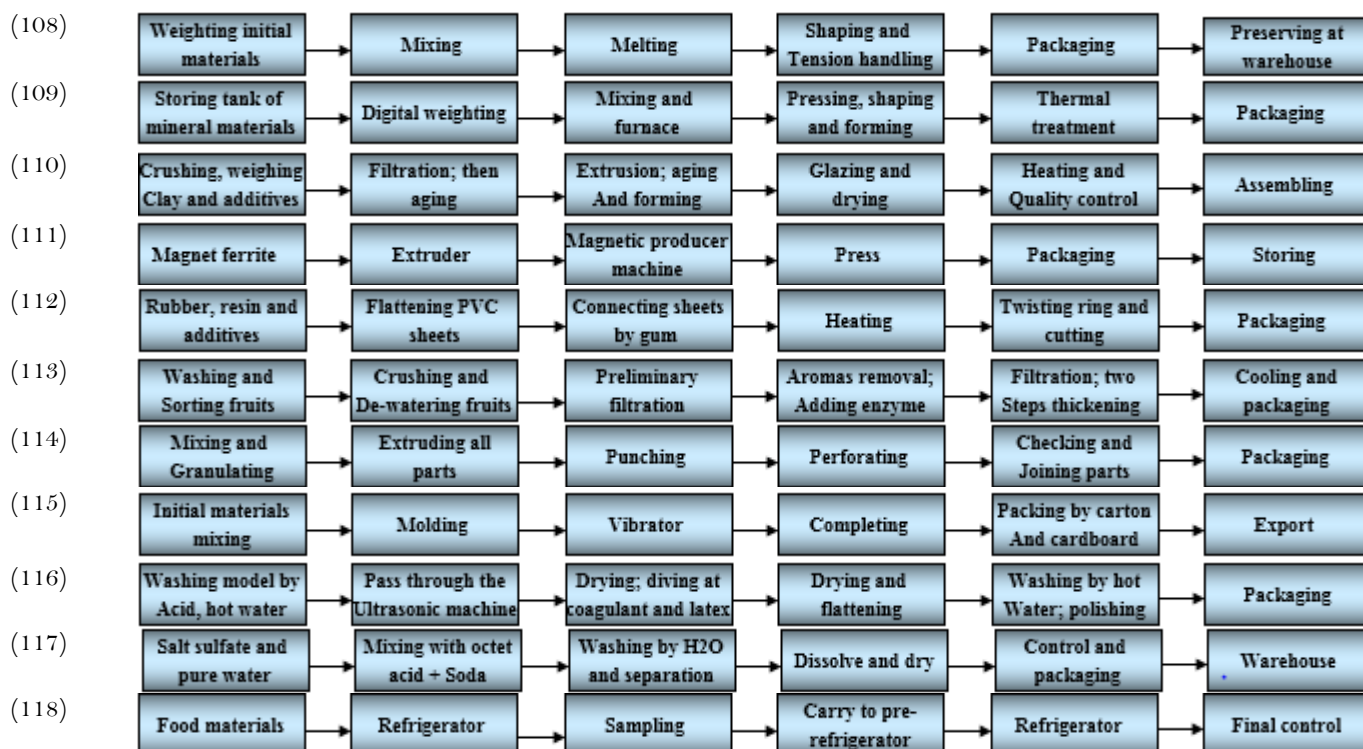 (108)
Weighting initial
materials
Mixing
Melting
Shaping and
Tension handling
Packaging
Preserving at
warehouse
(109)
Storing tank of
mineral materials
Digital weighting
Mixing and
furnace
Pressing, shaping
and forming
Thermal
treatment
Packaging
(110)
Crushing, weighing
Clay and additives
Filtration; then
aging
Extrusion; aging
And forming
Glazing and
drying
Heating and
Quality control
Assembling
(111)
Magnet ferrite
Extruder
Magnetic producer
machine
Press
Packaging
Storing
(112)
Rubber, resin and
additives
Flattening PVC
sheets
Connecting sheets
by gum
Heating
Twisting ring and
cutting
Packaging
(113)
Washing and
Sorting fruits
Crushing and
De-watering fruits
Preliminary
filtration
Aromas removal;
Adding enzyme
Filtration; two
Steps thickening
Cooling and
packaging
(114)
Mixing and
Granulating
Extruding all
parts
Punching
Perforating
Checking and
Joining parts
Packaging
(115)
Initial materials
mixing
Molding
Vibrator
Completing
Packing by carton
And cardboard
Export
(116)
Washing model by
Acid, hot water
Pass through the
Ultrasonic machine
Drying; diving at
coagulant and latex
Drying and
flattening
Washing by hot
Water; polishing
Packaging
(117)
Salt sulfate and
pure water
Mixing with octet
acid + Soda
Washing by H2O
and separation
Dissolve and dry
Control and
packaging
Warehouse
(118)
Food materials
Refrigerator
Sampling
Carry to pre-
refrigerator
Refrigerator
Final control